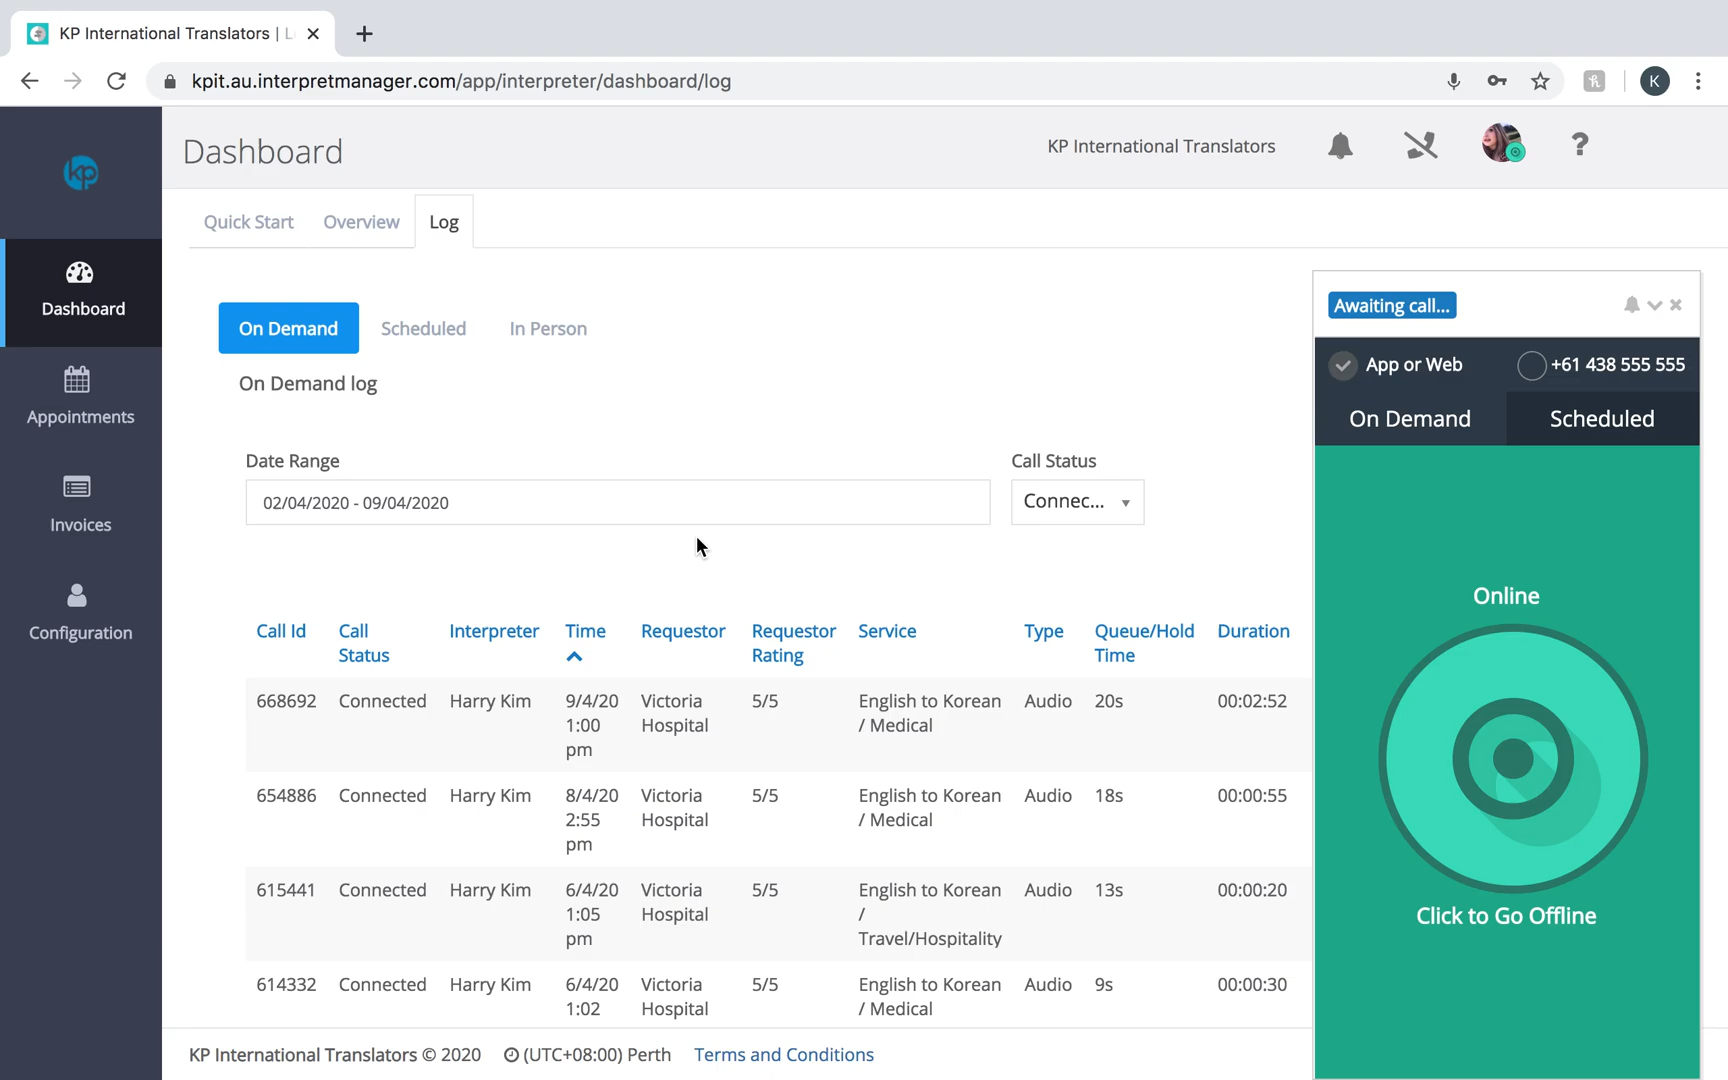 KP International Translators | L
kpit.au.interpretmanager.com/app/interpreter/dashboard/log
K
kp
Dashboard
KP International Translators
?
Quick Start
Overview
Log
Dashboard
Appointments
Invoices
Configuration
On Demand
Scheduled
In Person
On Demand log
Date Range
02/04/2020 - 09/04/2020
Call Status
Connec...
Call Id Call Status Interpreter Time Requestor Requestor Rating Service Type Queue/Hold Time Duration
668692 Connected Harry Kim 9/4/20 1:00 pm Victoria Hospital 5/5 English to Korean / Medical Audio 20s 00:02:52
654886 Connected Harry Kim 8/4/20 2:55 pm Victoria Hospital 5/5 English to Korean / Medical Audio 18s 00:00:55
615441 Connected Harry Kim 6/4/20 1:05 pm Victoria Hospital 5/5 English to Korean / Travel/Hospitality Audio 13s 00:00:20
614332 Connected Harry Kim 6/4/20 1:02 Victoria Hospital 5/5 English to Korean / Medical Audio 9s 00:00:30
Awaiting call...
App or Web
+61 438 555 555
On Demand
Scheduled
Online
Click to Go Offline
KP International Translators © 2020
(UTC+08:00) Perth
Terms and Conditions